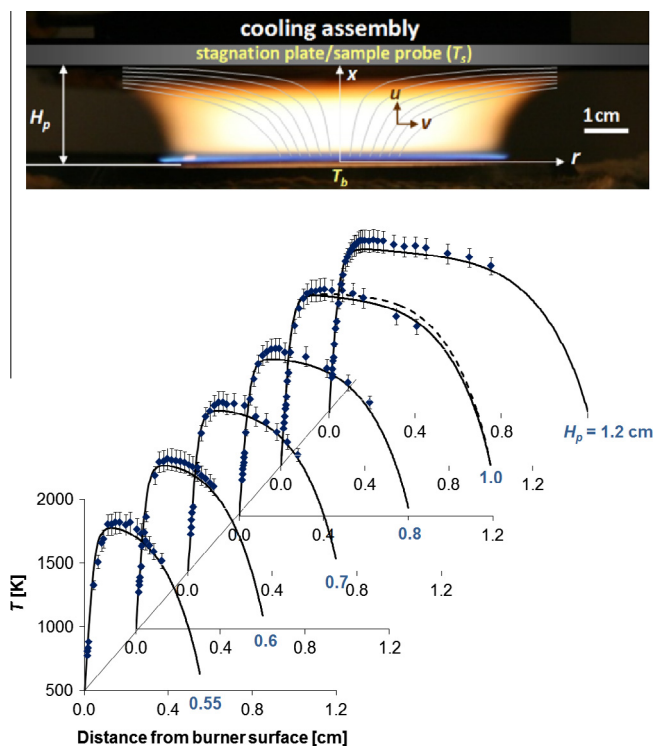 cooling assembly
stagnation plate/sample probe (Ts)
x
Hp
u
v
1cm
r
Tb
0.0 0.4 0.8 Hp = 1.2 cm
0.0 0.4 0.8 1.2 1.0
0.0 0.4 0.8 1.2
0.0 0.4 0.7 0.8 1.2
0.0 0.4 0.6 0.8 1.2
2000
1500
1000
500
T [K]
0.0 0.4 0.55 0.8 1.2
Distance from burner surface [cm]